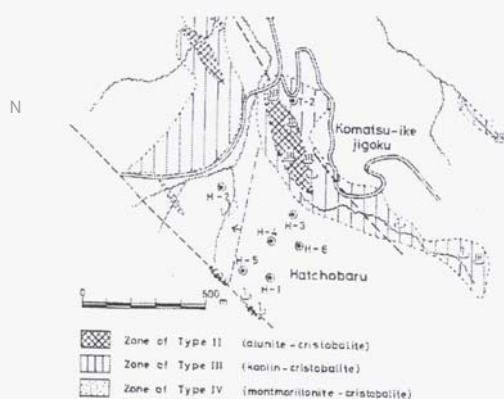 N
T-2
Komatsu-ike
jigoku
H-
H-3
H-4
H-6
H-5
Hatchobaru
H-1
0 500
m
Zone of Type II (alunite-cristobalite)
Zone of Type III (kaolin-cristobalite)
Zone of Type IV (montmorillonite-cristobalite)